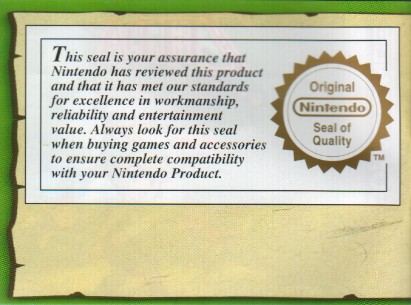 This seal is your assurance that
Nintendo has reviewed this product
and that it has met our standards
for excellence in workmanship,
reliability and entertainment
value. Always look for this seal
when buying games and accessories
to ensure complete compatibility
with your Nintendo Product.
Original
Nintendo
Seal of
Quality
TM